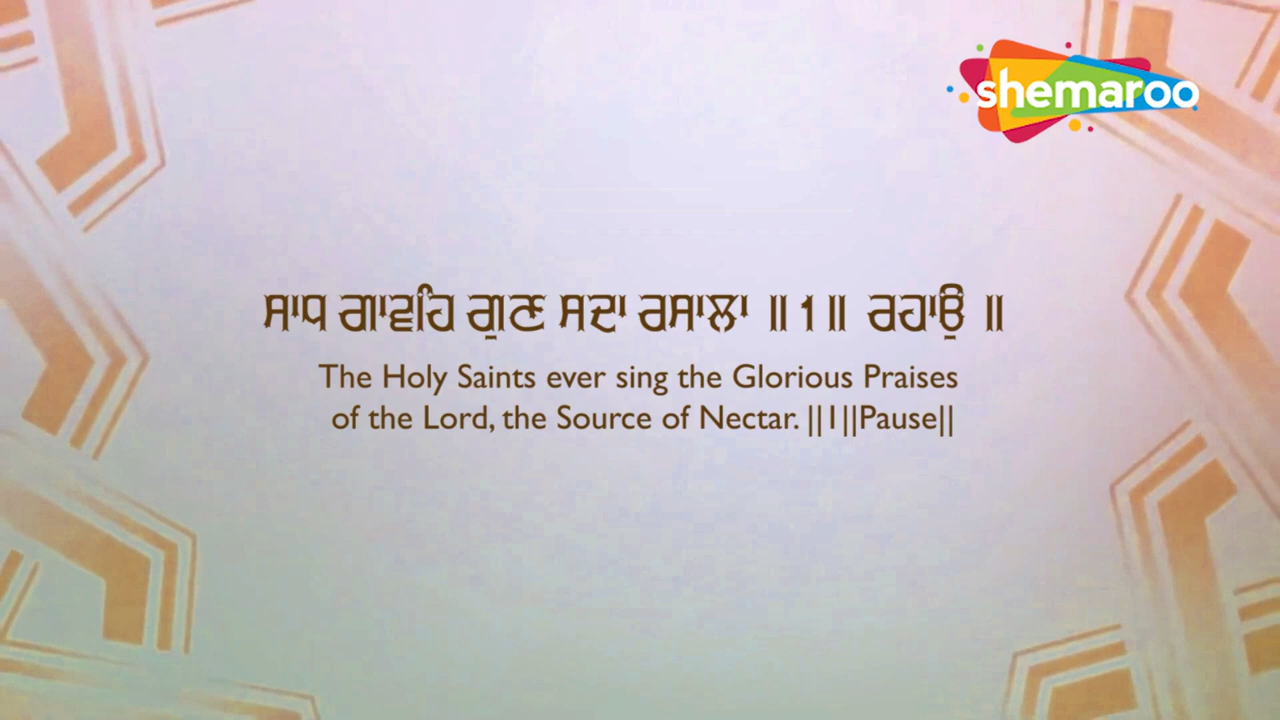 shemaroo
ਸਾਧ ਗਾਵਹਿ ਗੁਣ ਸਦਾ ਰਸਾਲਾ ॥ 1 ॥ ਰਹਾਉ ॥
The Holy Saints ever sing the Glorious Praises
of the Lord, the Source of Nectar. ||1||Pause||